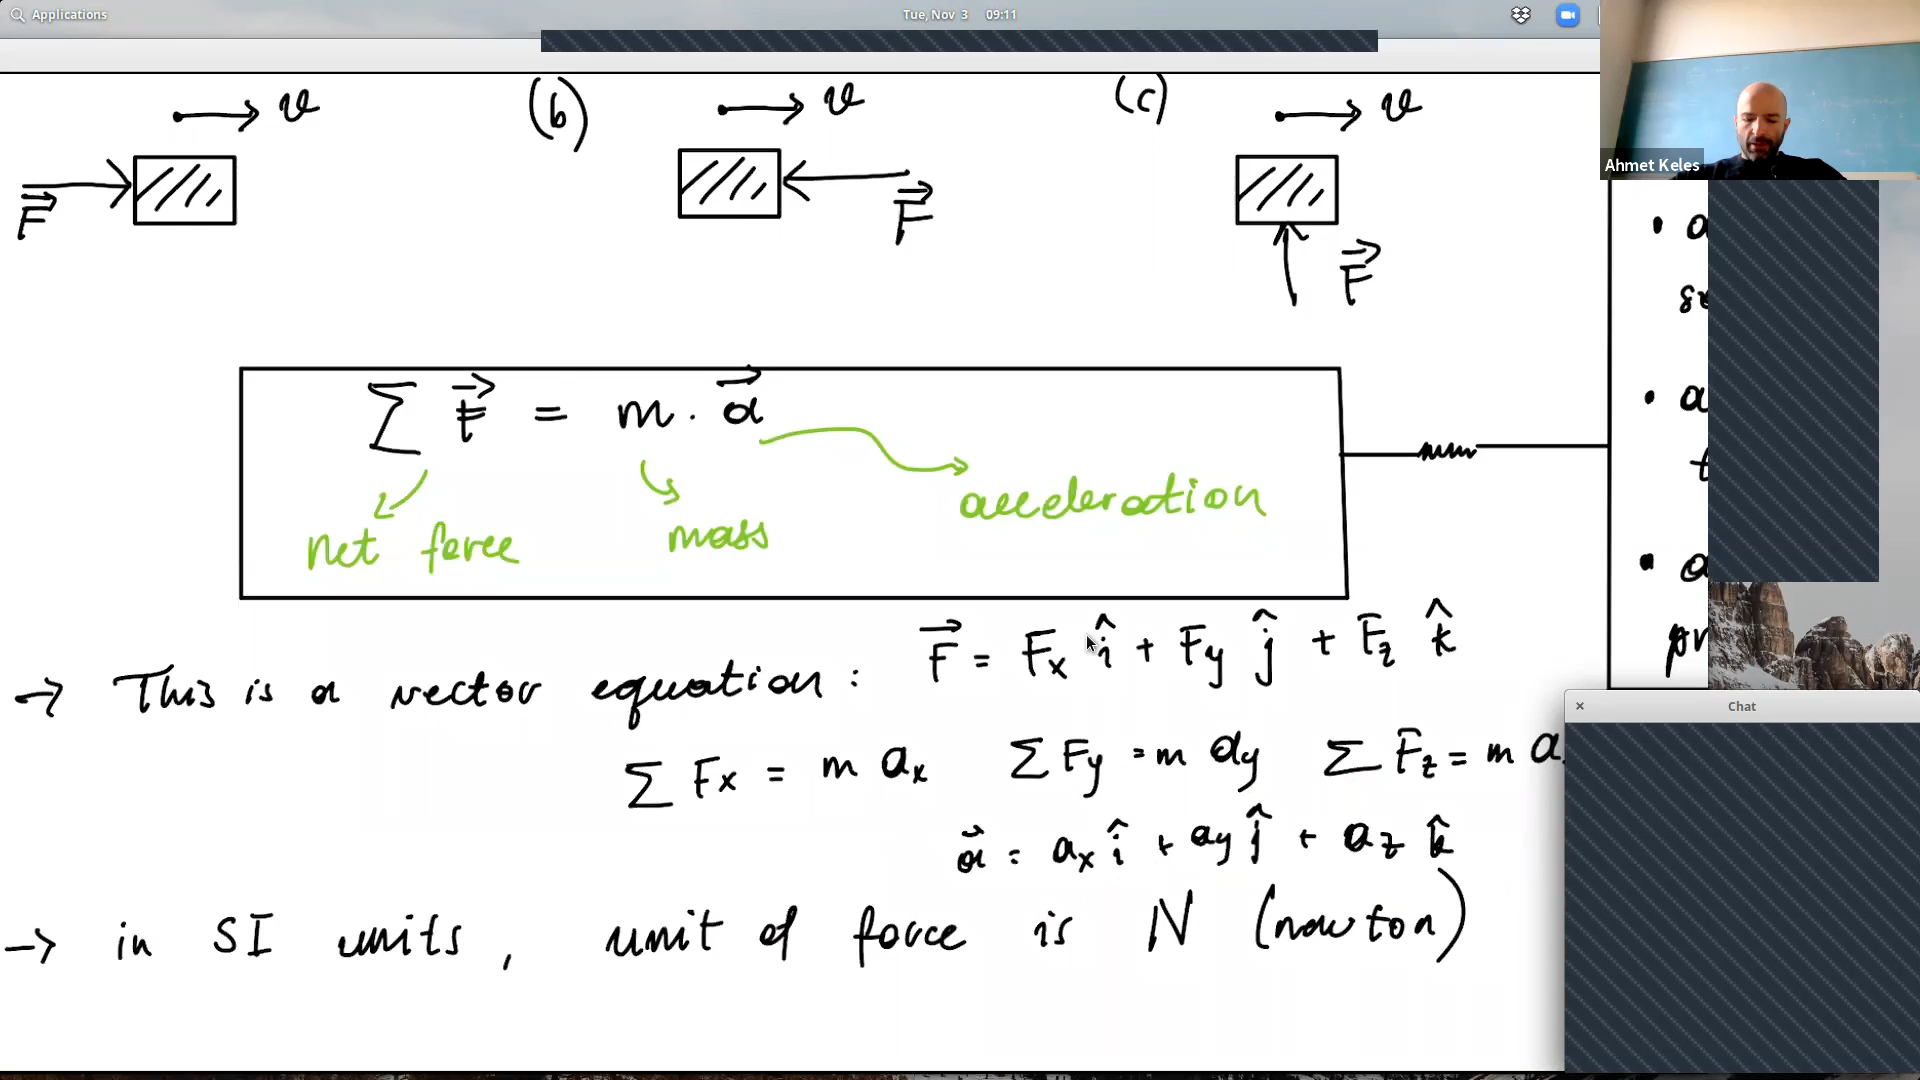 Applications
Tue, Nov 3 09:11
Ahmet Keles
v (b) v (c) v
F⃗ F⃗ F⃗
∑ F⃗ = m . a⃗
net force mass acceleration
F⃗ = Fx î + Fy ĵ + Fz k̂
→ This is a vector equation :
∑ Fx = m ax ∑ Fy = m ay ∑ Fz = m a
a⃗ = ax î + ay ĵ + az k̂
→ in SI units , unit of force is N (newton)
Chat